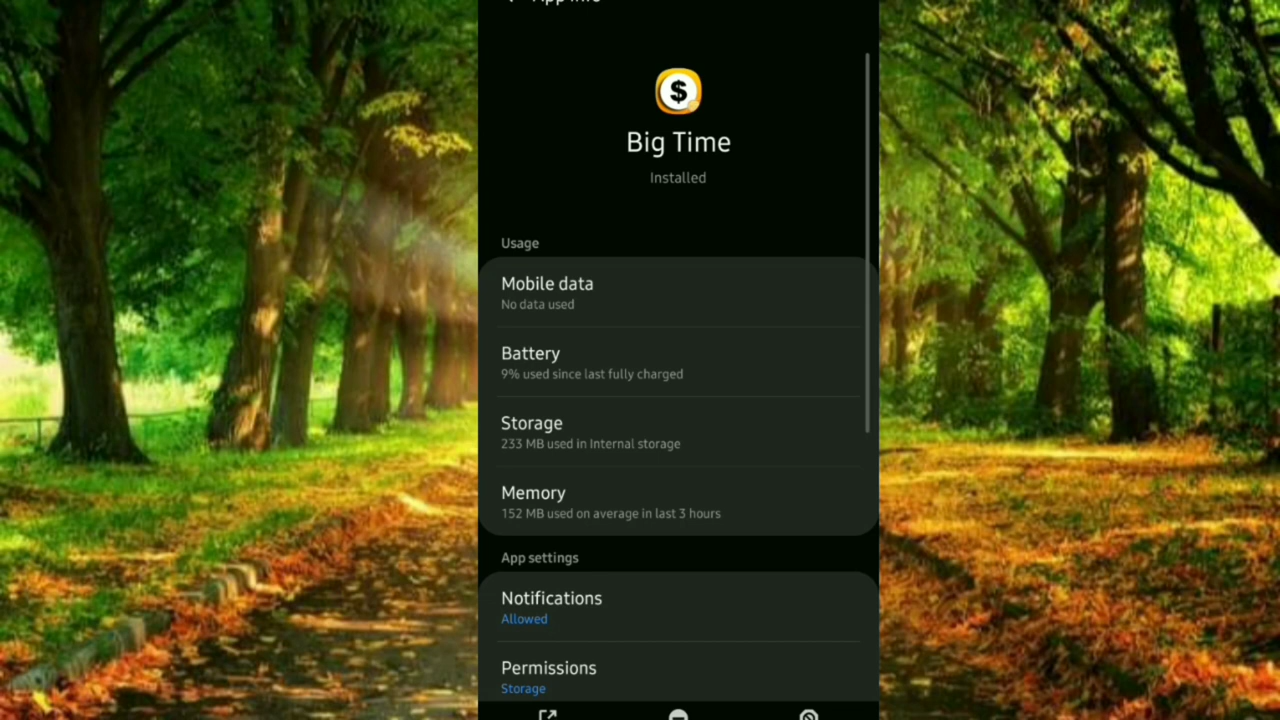 App info
$
Big Time
Installed
Usage
Mobile data
No data used
Battery
9% used since last fully charged
Storage
233 MB used in Internal storage
Memory
152 MB used on average in last 3 hours
App settings
Notifications
Allowed
Permissions
Storage